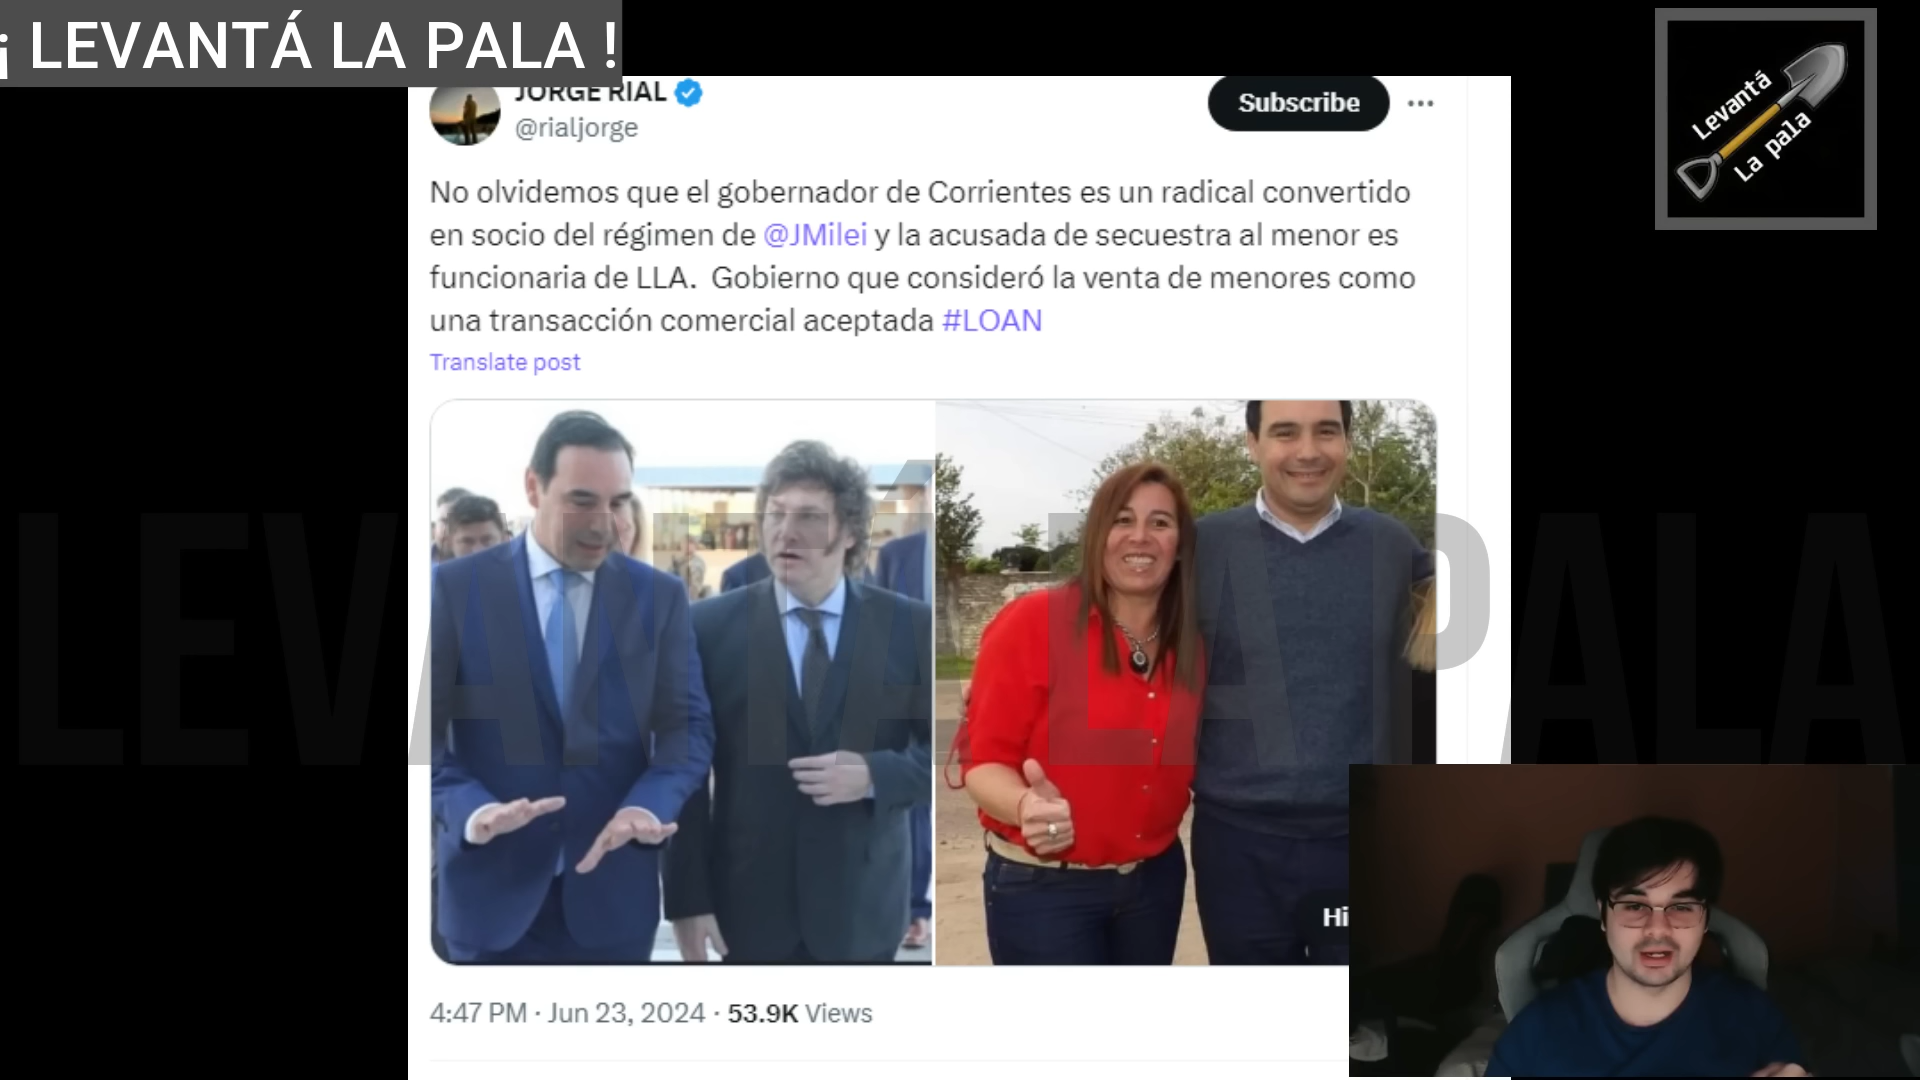 ¡ LEVANTÁ LA PALA !
Levantá
La pala
JORGE RIAL
@rialjorge
Subscribe
No olvidemos que el gobernador de Corrientes es un radical convertido
en socio del régimen de @JMilei y la acusada de secuestra al menor es
funcionaria de LLA. Gobierno que consideró la venta de menores como
una transacción comercial aceptada #LOAN
Translate post
LEVANTÁ LA PALA
Hi
4:47 PM · Jun 23, 2024 · 53.9K Views